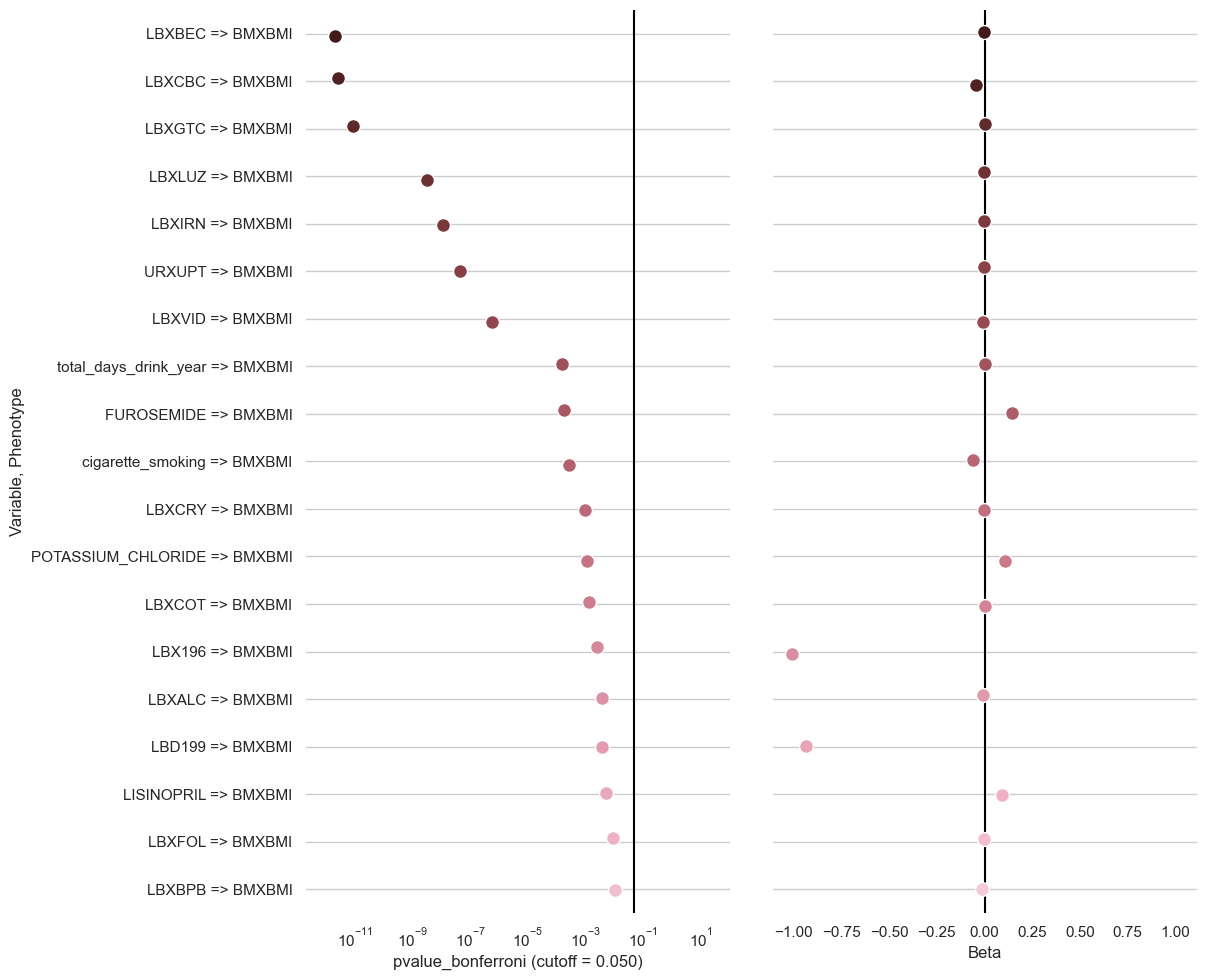 Variable, Phenotype
LBXBEC => BMXBMI
LBXCBC => BMXBMI
LBXGTC => BMXBMI
LBXLUZ => BMXBMI
LBXIRN => BMXBMI
URXUPT => BMXBMI
LBXVID => BMXBMI
total_days_drink_year => BMXBMI
FUROSEMIDE => BMXBMI
cigarette_smoking => BMXBMI
LBXCRY => BMXBMI
POTASSIUM_CHLORIDE => BMXBMI
LBXCOT => BMXBMI
LBX196 => BMXBMI
LBXALC => BMXBMI
LBD199 => BMXBMI
LISINOPRIL => BMXBMI
LBXFOL => BMXBMI
LBXBPB => BMXBMI
10⁻¹¹ 10⁻⁹ 10⁻⁷ 10⁻⁵ 10⁻³ 10⁻¹ 10¹
pvalue_bonferroni (cutoff = 0.050)
−1.00 −0.75 −0.50 −0.25 0.00 0.25 0.50 0.75 1.00
Beta